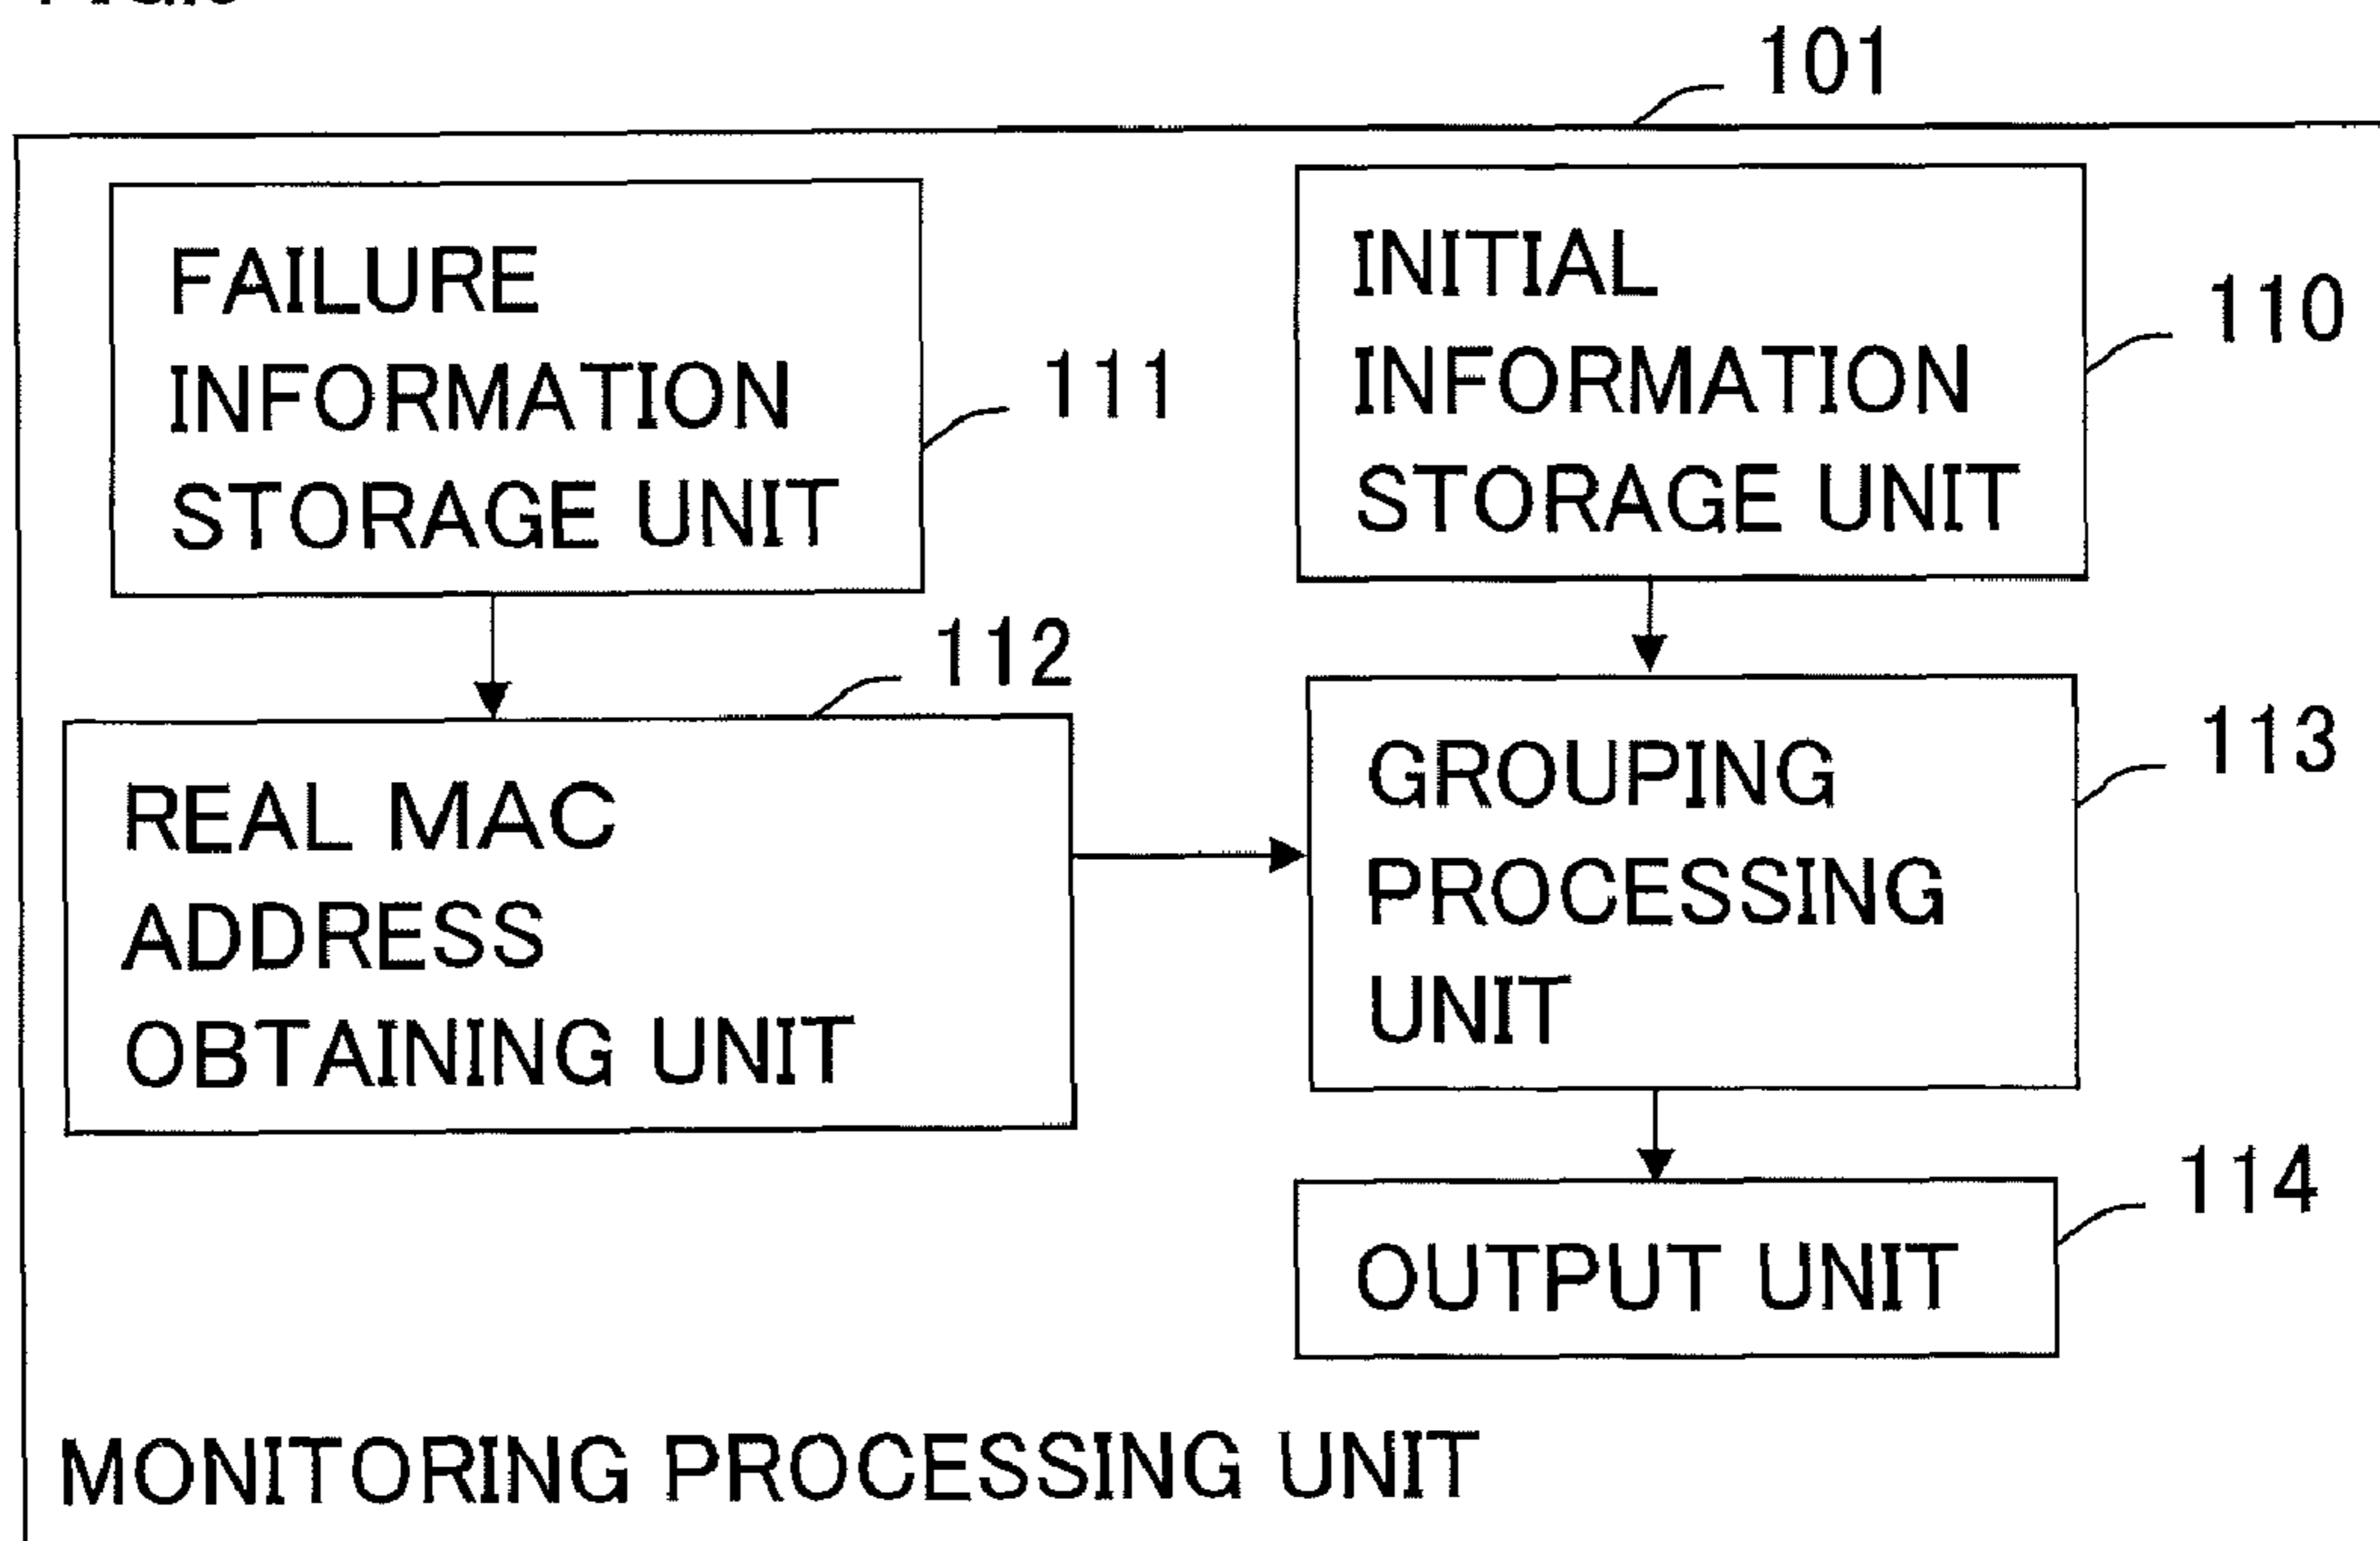 101
FAILURE
INFORMATION
STORAGE UNIT
111
INITIAL
INFORMATION
STORAGE UNIT
110
112
REAL MAC
ADDRESS
OBTAINING UNIT
GROUPING
PROCESSING
UNIT
113
OUTPUT UNIT
114
MONITORING PROCESSING UNIT